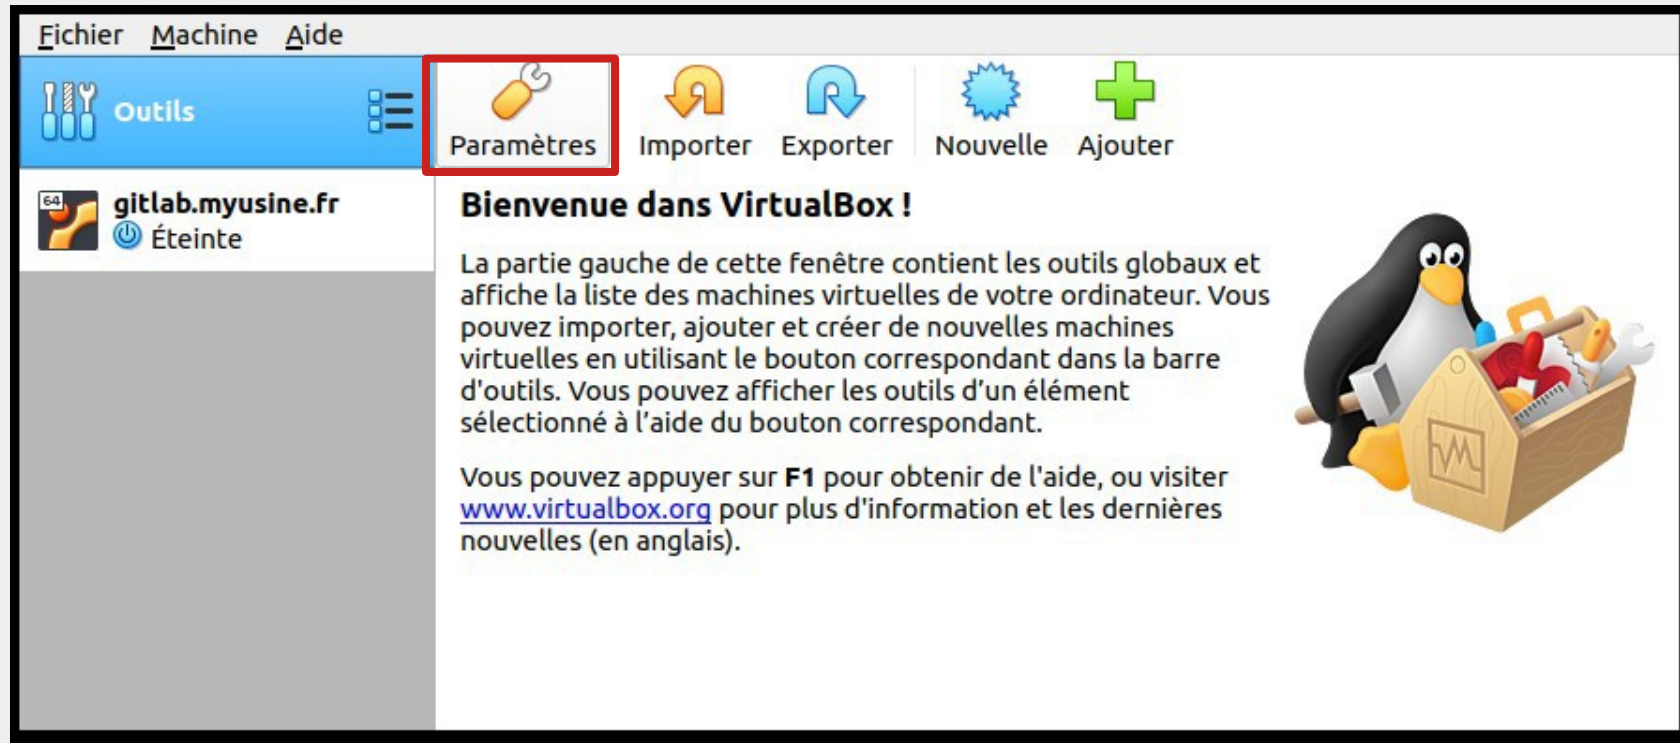 Fichier Machine Aide
Outils
Paramètres Importer Exporter Nouvelle Ajouter
64
gitlab.myusine.fr
Éteinte
Bienvenue dans VirtualBox !
La partie gauche de cette fenêtre contient les outils globaux et
affiche la liste des machines virtuelles de votre ordinateur. Vous
pouvez importer, ajouter et créer de nouvelles machines
virtuelles en utilisant le bouton correspondant dans la barre
d'outils. Vous pouvez afficher les outils d’un élément
sélectionné à l’aide du bouton correspondant.
Vous pouvez appuyer sur F1 pour obtenir de l'aide, ou visiter
www.virtualbox.org pour plus d'information et les dernières
nouvelles (en anglais).